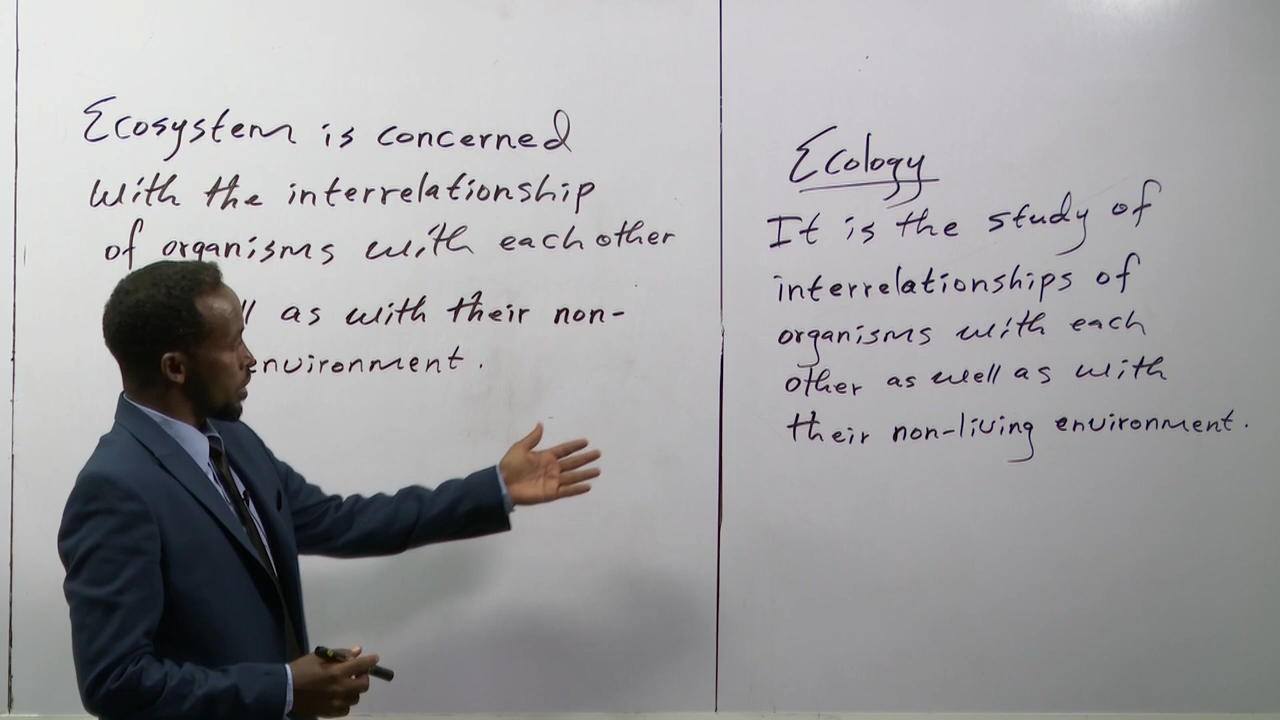 Ecosystem is concerned
with the interrelationship
of organisms with each other
as with their non-
environment.
Ecology
It is the study of
interrelationships of
organisms with each
other as well as with
their non-living environment.